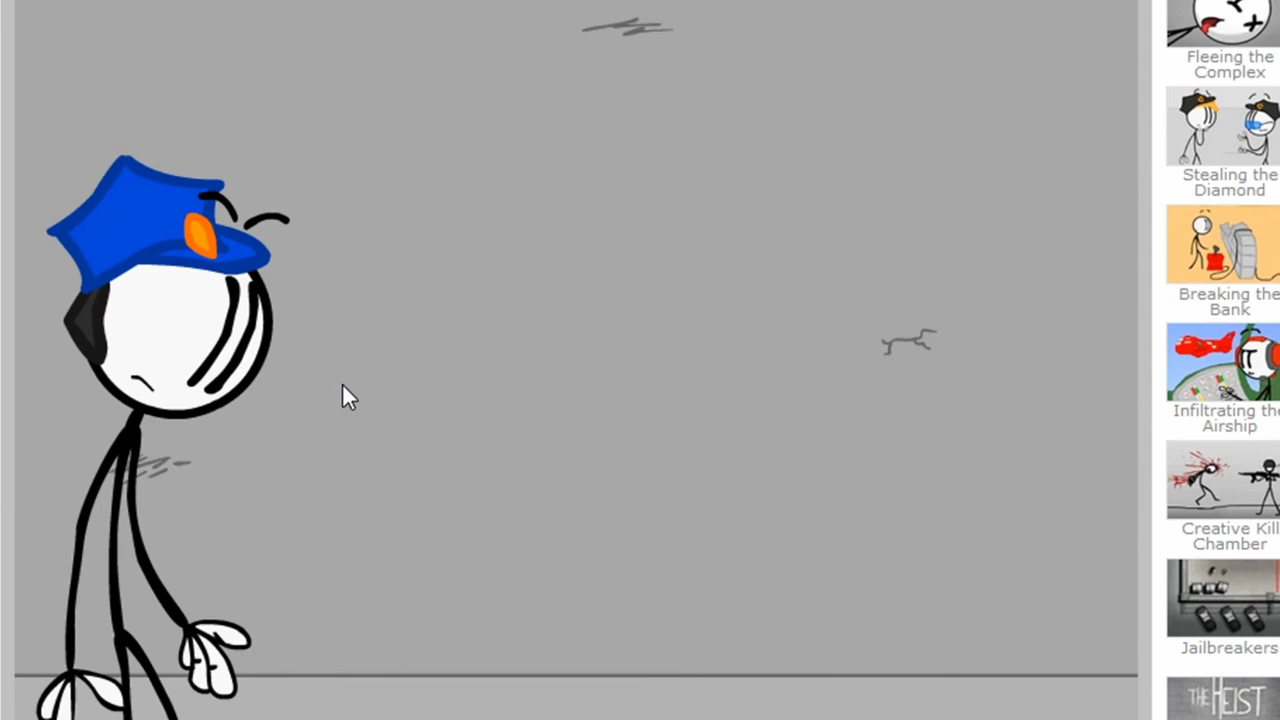 Fleeing the
Complex
Stealing the
Diamond
Breaking the
Bank
Infiltrating the
Airship
Creative Kill
Chamber
Jailbreakers
THE HEIST